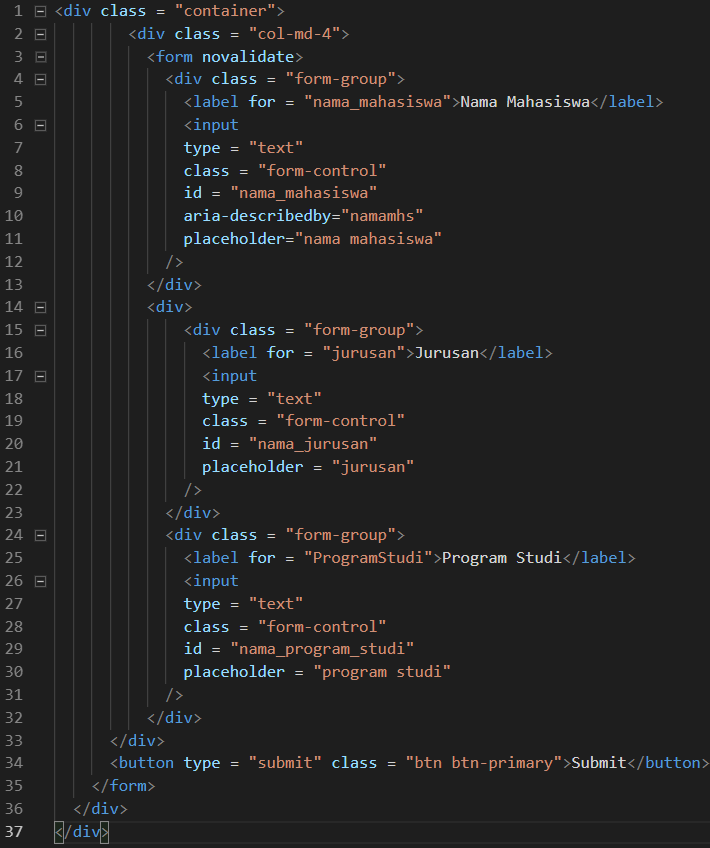 1 <div class = "container">
2 <div class = "col-md-4">
3 <form novalidate>
4 <div class = "form-group">
5 <label for = "nama_mahasiswa">Nama Mahasiswa</label>
6 <input
7 type = "text"
8 class = "form-control"
9 id = "nama_mahasiswa"
10 aria-describedby="namamhs"
11 placeholder="nama mahasiswa"
12 />
13 </div>
14 <div>
15 <div class = "form-group">
16 <label for = "jurusan">Jurusan</label>
17 <input
18 type = "text"
19 class = "form-control"
20 id = "nama_jurusan"
21 placeholder = "jurusan"
22 />
23 </div>
24 <div class = "form-group">
25 <label for = "ProgramStudi">Program Studi</label>
26 <input
27 type = "text"
28 class = "form-control"
29 id = "nama_program_studi"
30 placeholder = "program studi"
31 />
32 </div>
33 </div>
34 <button type = "submit" class = "btn btn-primary">Submit</button>
35 </form>
36 </div>
37 </div>